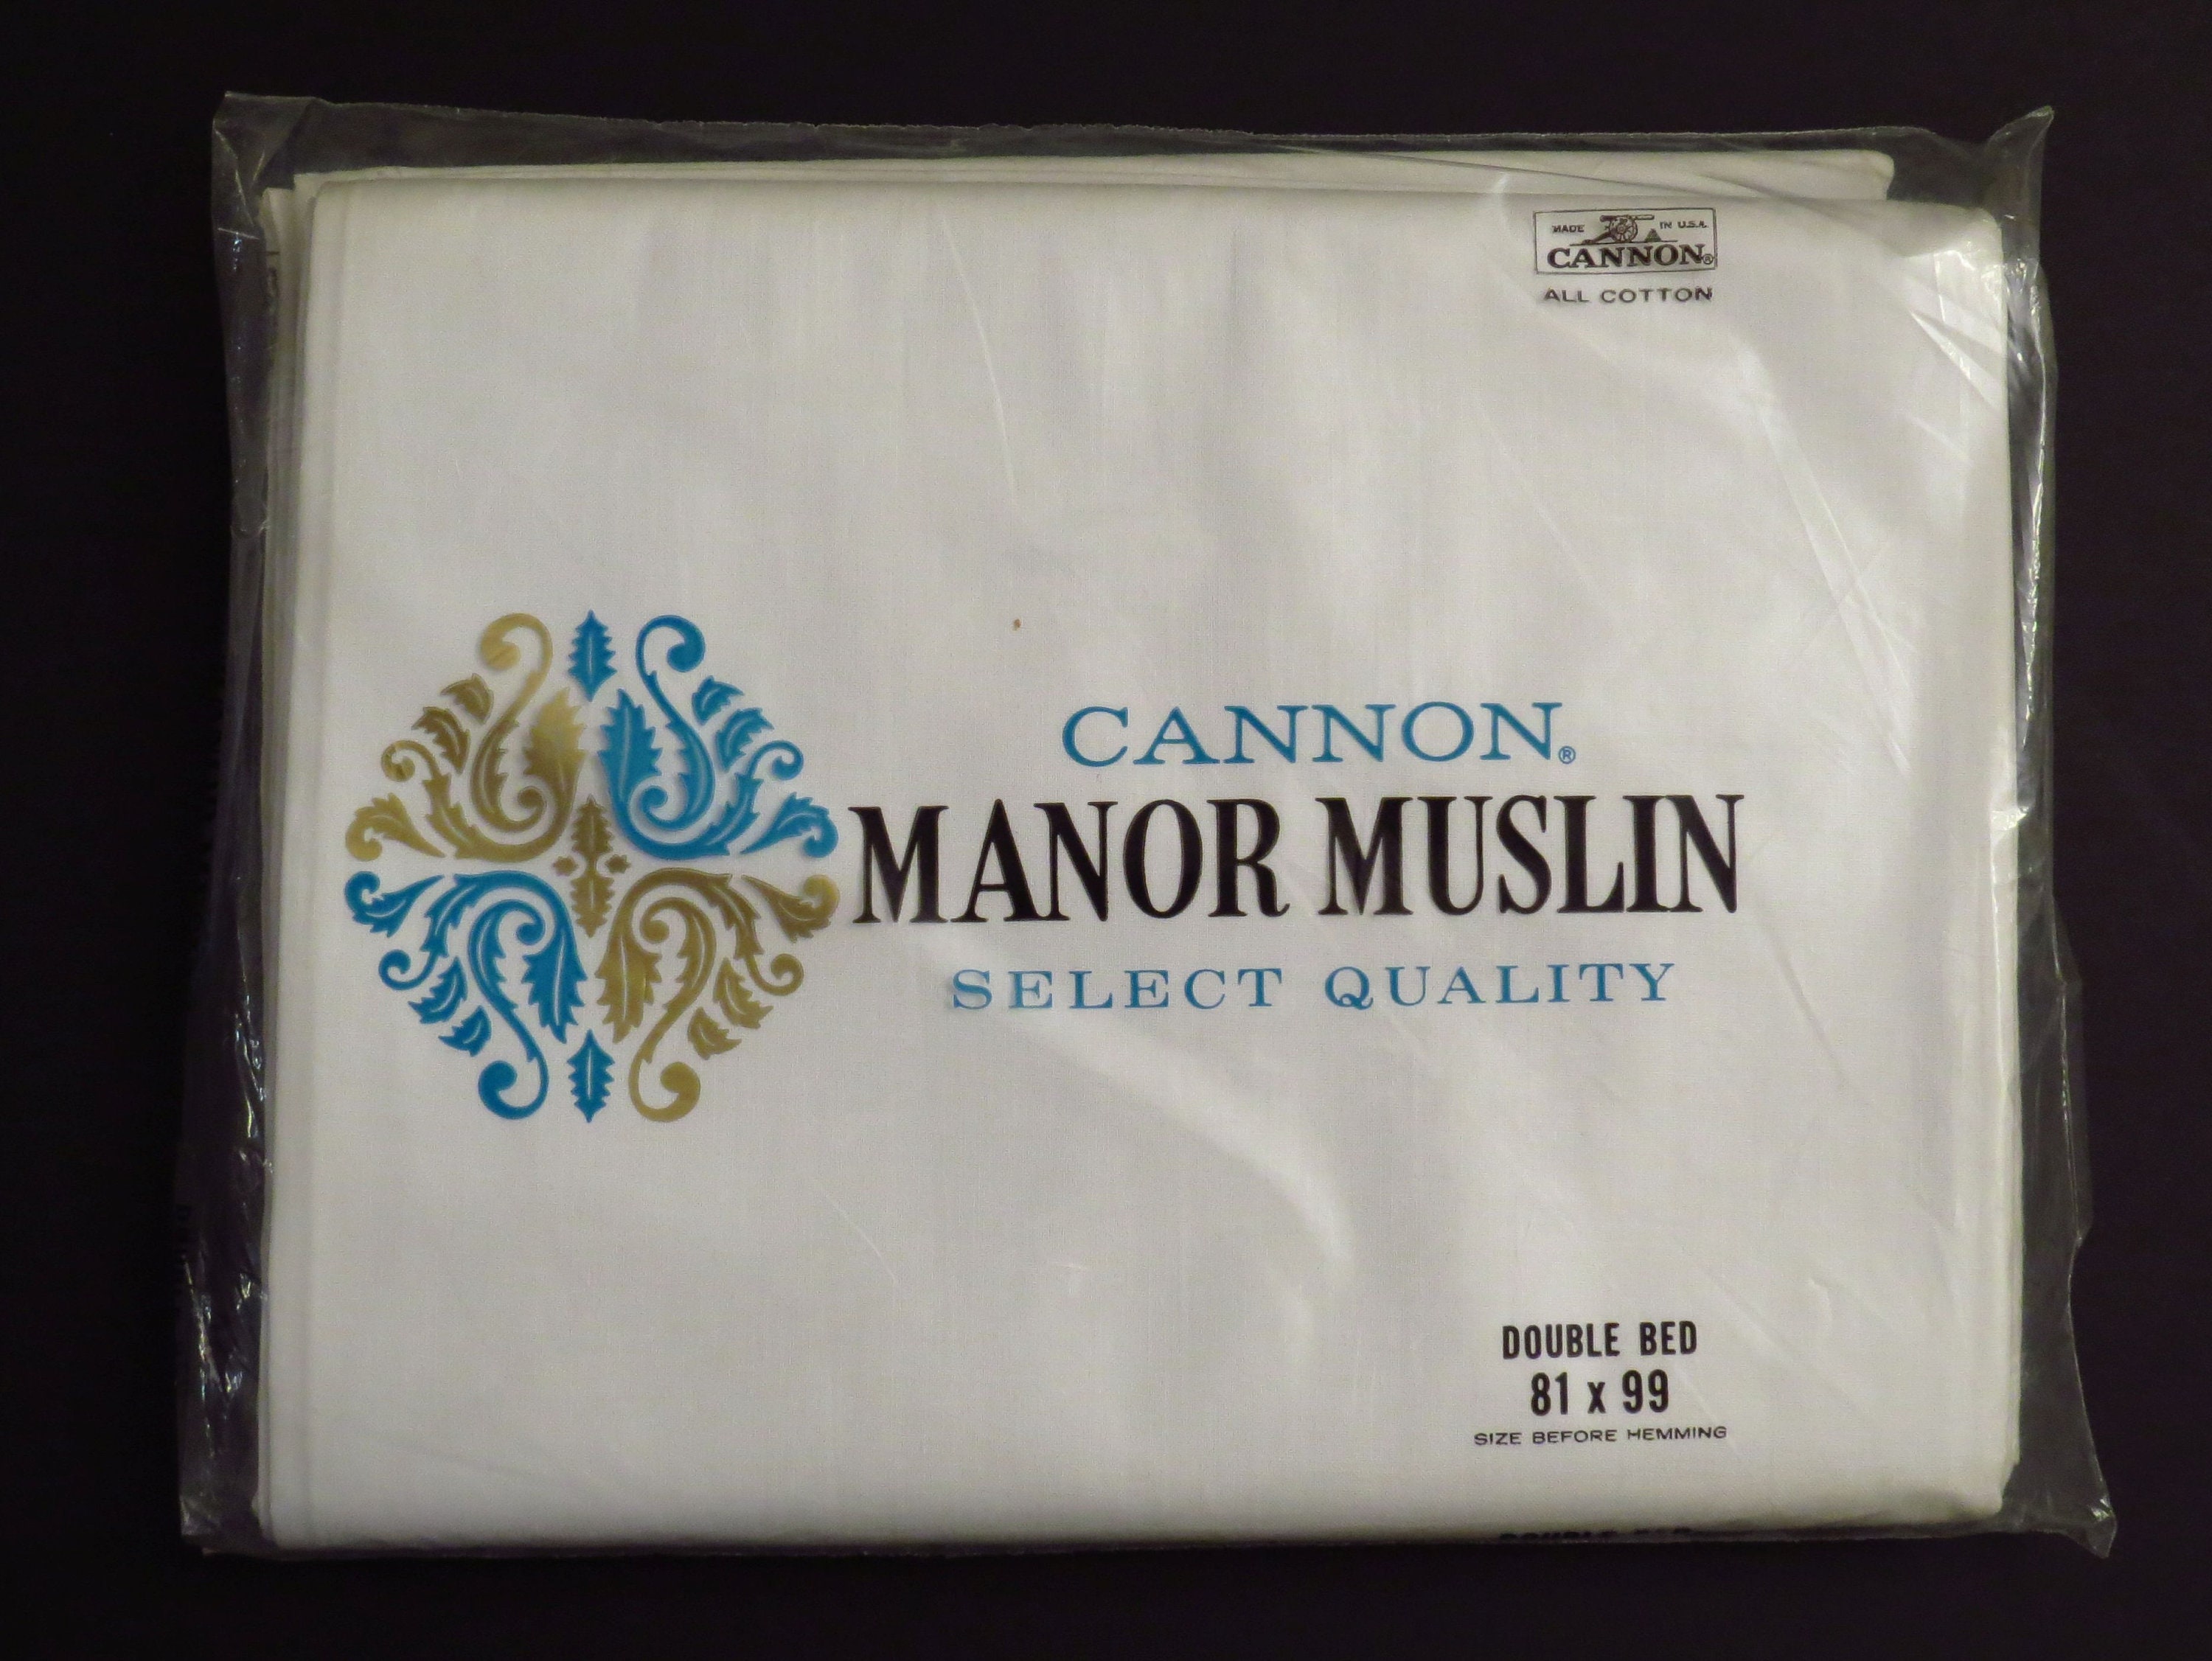 MADE IN U.S.A.
CANNON®
ALL COTTON
CANNON®
MANOR MUSLIN
SELECT QUALITY
DOUBLE BED
81 x 99
SIZE BEFORE HEMMING